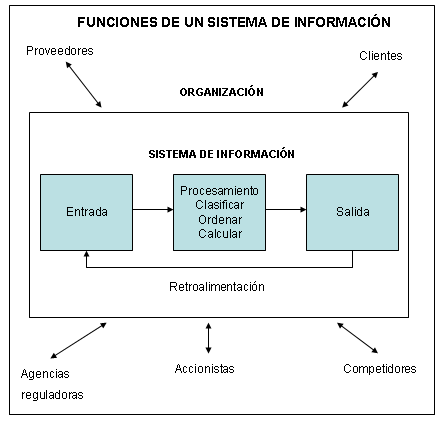 FUNCIONES DE UN SISTEMA DE INFORMACIÓN
Proveedores
Clientes
ORGANIZACIÓN
SISTEMA DE INFORMACIÓN
Entrada
Procesamiento
Clasificar
Ordenar
Calcular
Salida
Retroalimentación
Agencias
reguladoras
Accionistas
Competidores